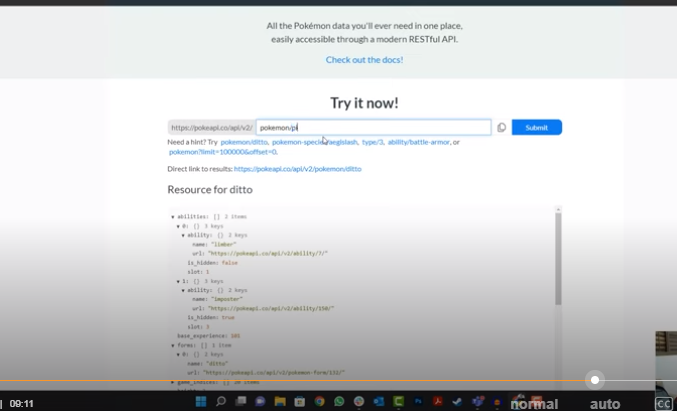 All the Pokémon data you'll ever need in one place,
easily accessible through a modern RESTful API.
Check out the docs!
Try it now!
https://pokeapi.co/api/v2/ pokemon/pi Submit
Need a hint? Try pokemon/ditto, pokemon-species/aegislash, type/3, ability/battle-armor, or
pokemon?limit=100000&offset=0.
Direct link to results: https://pokeapi.co/api/v2/pokemon/ditto
Resource for ditto
▼ abilities: [] 2 items
▼ 0: {} 3 keys
▼ ability: {} 2 keys
name: "limber"
url: "https://pokeapi.co/api/v2/ability/7/"
is_hidden: false
slot: 1
▼ 1: {} 3 keys
▼ ability: {} 2 keys
name: "imposter"
url: "https://pokeapi.co/api/v2/ability/150/"
is_hidden: true
slot: 3
base_experience: 101
▼ forms: [] 1 item
▼ 0: {} 2 keys
name: "ditto"
url: "https://pokeapi.co/api/v2/pokemon-form/132/"
▶ game_indices: [] 20 items
09:11
normal auto CC